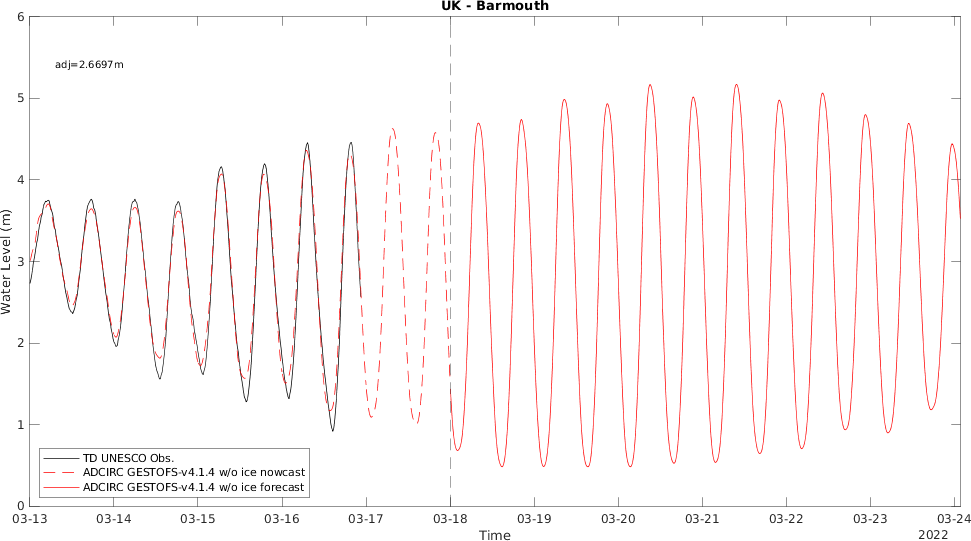 UK - Barmouth
adj=2.6697m
6
5
4
3
2
1
0
Water Level (m)
TD UNESCO Obs.
ADCIRC GESTOFS-v4.1.4 w/o ice nowcast
ADCIRC GESTOFS-v4.1.4 w/o ice forecast
03-13 03-14 03-15 03-16 03-17 03-18 03-19 03-20 03-21 03-22 03-23 03-24
Time
2022